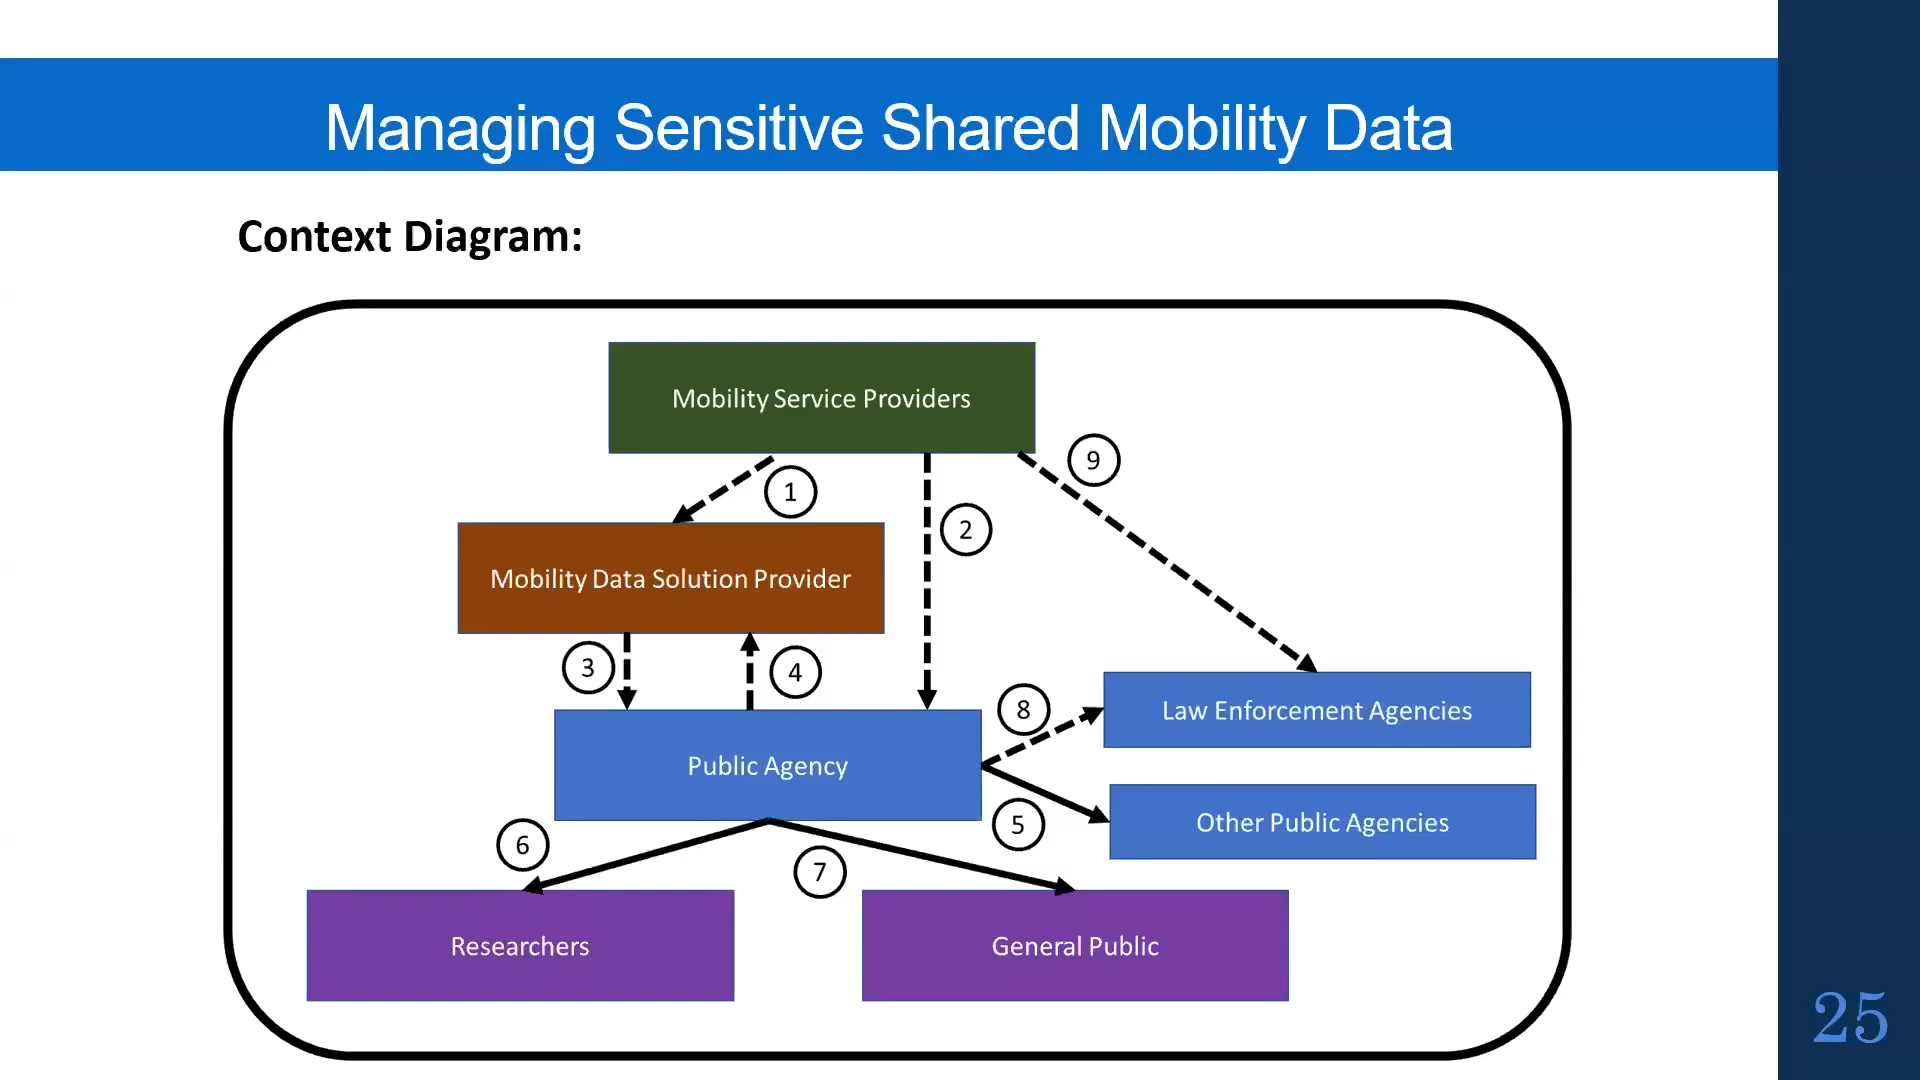 Managing Sensitive Shared Mobility Data
Context Diagram:
Mobility Service Providers
9
1
2
Mobility Data Solution Provider
3
4
8
Law Enforcement Agencies
Public Agency
5
Other Public Agencies
6
7
Researchers
General Public
25